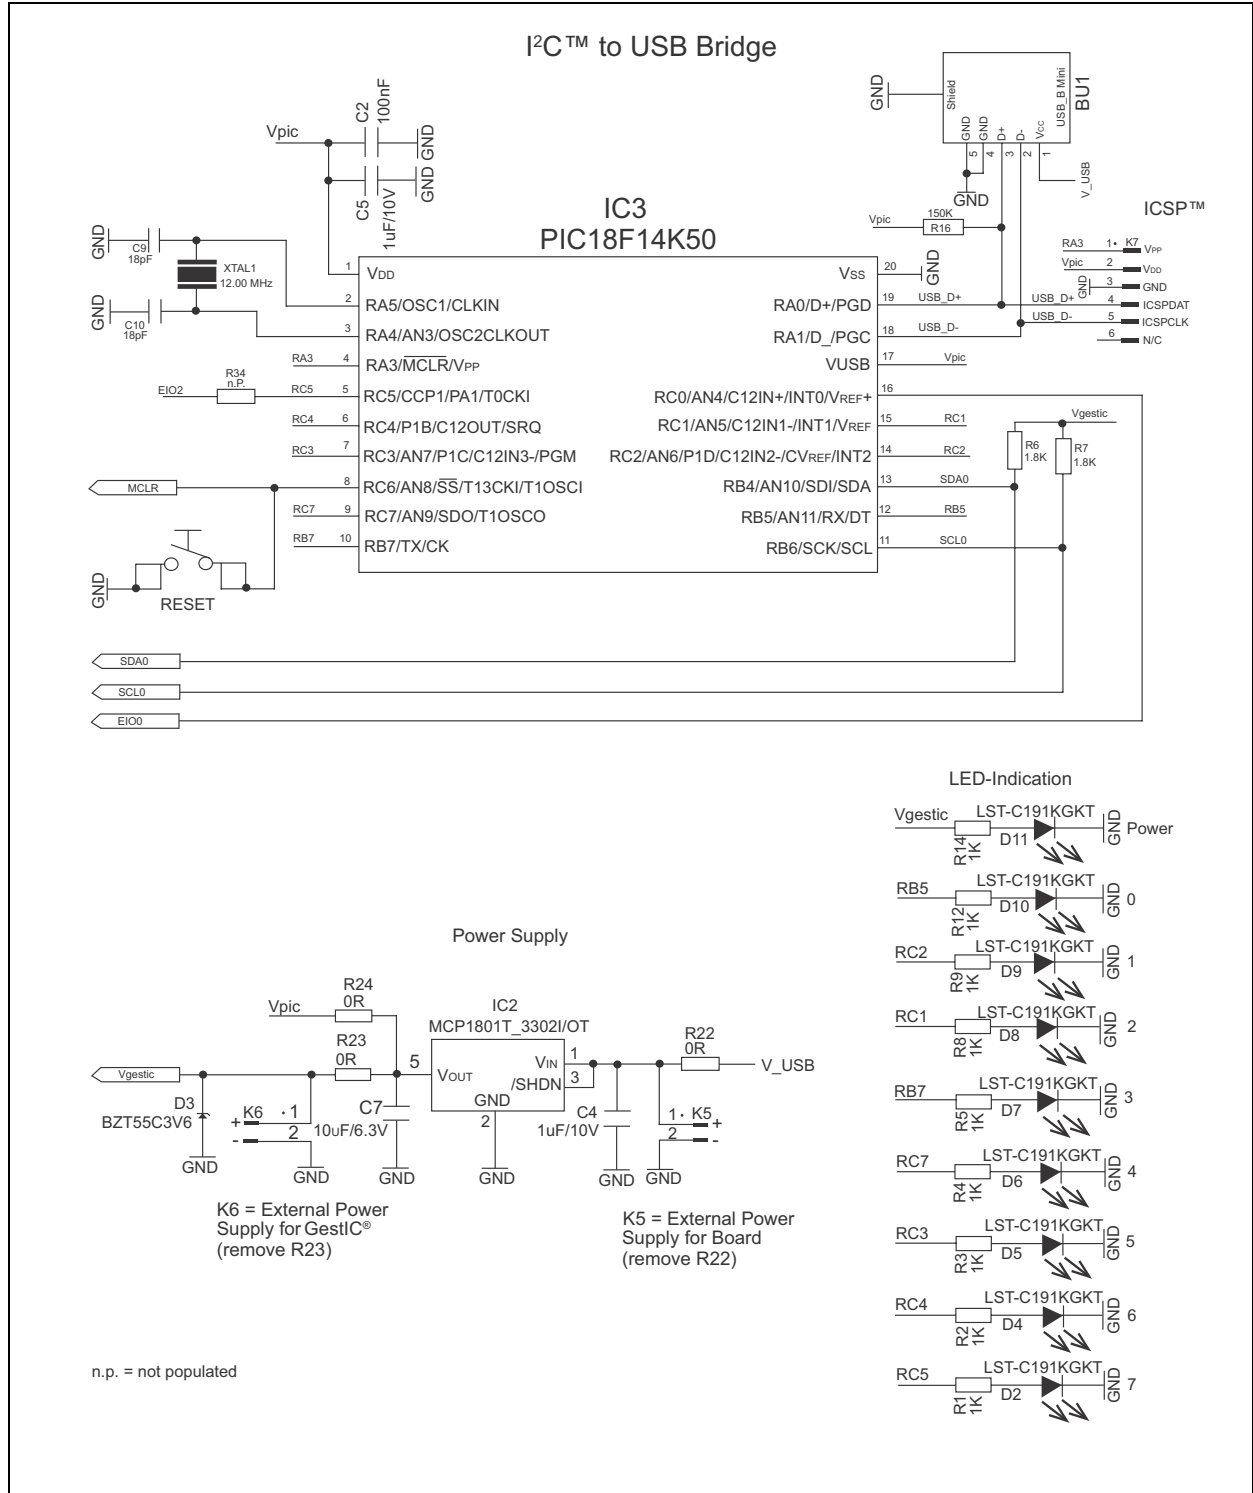 I²C™ to USB Bridge
Vpic
C2
100nF
GND
C5
1uF/10V
GND
GND
Shield
USB_B Mini
BU1
GND
GND
D+
D-
VCC
5
4
3
2
1
GND
V_USB
IC3
PIC18F14K50
Vpic
150K
R16
ICSP™
GND
C9
18pF
XTAL1
12.00 MHz
GND
C10
18pF
RA3
1•
K7
VPP
Vpic
2
VDD
GND
3
GND
USB_D+
4
ICSPDAT
USB_D-
5
ICSPCLK
6
N/C
1
VDD
2
RA5/OSC1/CLKIN
3
RA4/AN3/OSC2CLKOUT
RA3
4
RA3/MCLR/VPP
EIO2
R34
n.P.
RC5
5
RC5/CCP1/PA1/T0CKI
RC4
6
RC4/P1B/C12OUT/SRQ
RC3
7
RC3/AN7/P1C/C12IN3-/PGM
MCLR
8
RC6/AN8/SS/T13CKI/T1OSCI
RC7
9
RC7/AN9/SDO/T1OSCO
RB7
10
RB7/TX/CK
VSS
20
GND
RA0/D+/PGD
19
USB_D+
RA1/D_/PGC
18
USB_D-
VUSB
17
Vpic
RC0/AN4/C12IN+/INT0/VREF+
16
RC1/AN5/C12IN1-/INT1/VREF
15
RC1
RC2/AN6/P1D/C12IN2-/CVREF/INT2
14
RC2
RB4/AN10/SDI/SDA
13
SDA0
RB5/AN11/RX/DT
12
RB5
RB6/SCK/SCL
11
SCL0
Vgestic
R6
1.8K
R7
1.8K
GND
RESET
SDA0
SCL0
EIO0
LED-Indication
Vgestic
LST-C191KGKT
R14
1K
D11
GND
Power
RB5
LST-C191KGKT
R12
1K
D10
GND
0
RC2
LST-C191KGKT
R9
1K
D9
GND
1
RC1
LST-C191KGKT
R8
1K
D8
GND
2
RB7
LST-C191KGKT
R5
1K
D7
GND
3
RC7
LST-C191KGKT
R4
1K
D6
GND
4
RC3
LST-C191KGKT
R3
1K
D5
GND
5
RC4
LST-C191KGKT
R2
1K
D4
GND
6
RC5
LST-C191KGKT
R1
1K
D2
GND
7
Power Supply
Vpic
R24
0R
R23
0R
IC2
MCP1801T_3302I/OT
5
VOUT
VIN
1
/SHDN
3
GND
2
R22
0R
V_USB
Vgestic
D3
BZT55C3V6
GND
K6
•1
+
2
-
GND
C7
10uF/6.3V
GND
GND
C4
1uF/10V
GND
1•
K5
+
2
-
GND
K6 = External Power
Supply for GestIC®
(remove R23)
K5 = External Power
Supply for Board
(remove R22)
n.p. = not populated